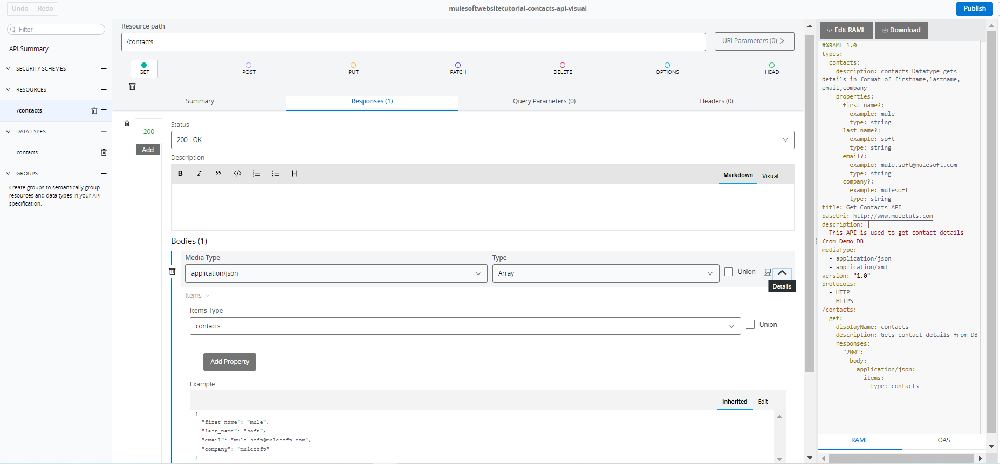 Undo Redo
mulesoftwebsitetutorial-contacts-api-visual
Publish
Filter
API Summary
SECURITY SCHEMES
RESOURCES
/contacts
DATA TYPES
contacts
GROUPS
Create groups to semantically group
resources and data types in your API
specification.
Resource path
/contacts
URI Parameters (0)
GET POST PUT PATCH DELETE OPTIONS HEAD
Summary Responses (1) Query Parameters (0) Headers (0)
200
Add
Status
200 - OK
Description
B I ” </> H
Markdown Visual
Bodies (1)
Media Type Type
application/json Array Union
Details
Items
Items Type
contacts Union
Add Property
Example
Inherited Edit
{
"first_name": "mule",
"last_name": "soft",
"email": "mule.soft@mulesoft.com",
"company": "mulesoft"
}
Edit RAML Download
#%RAML 1.0
types:
contacts:
description: contacts Datatype gets
details in format of firstname,lastname,
email,company
properties:
first_name?:
example: mule
type: string
last_name?:
example: soft
type: string
email?:
example: mule.soft@mulesoft.com
type: string
company?:
example: mulesoft
type: string
title: Get Contacts API
baseUri: http://www.muletuts.com
description: |
This API is used to get contact details
from Demo DB
mediaType:
- application/json
- application/xml
version: "1.0"
protocols:
- HTTP
- HTTPS
/contacts:
get:
displayName: contacts
description: Gets contact details from DB
responses:
"200":
body:
application/json:
items:
type: contacts
RAML OAS